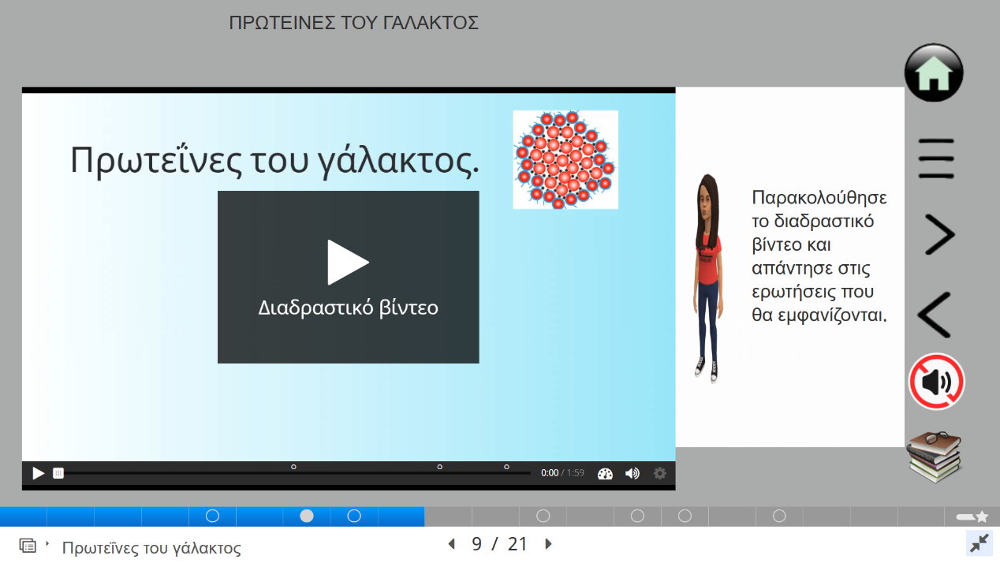 ΠΡΩΤΕΙΝΕΣ ΤΟΥ ΓΑΛΑΚΤΟΣ
Πρωτεΐνες του γάλακτος.
Διαδραστικό βίντεο
Παρακολούθησε
το διαδραστικό
βίντεο και
απάντησε στις
ερωτήσεις που
θα εμφανίζονται.
0:00 / 1:59
Πρωτεΐνες του γάλακτος
9 / 21